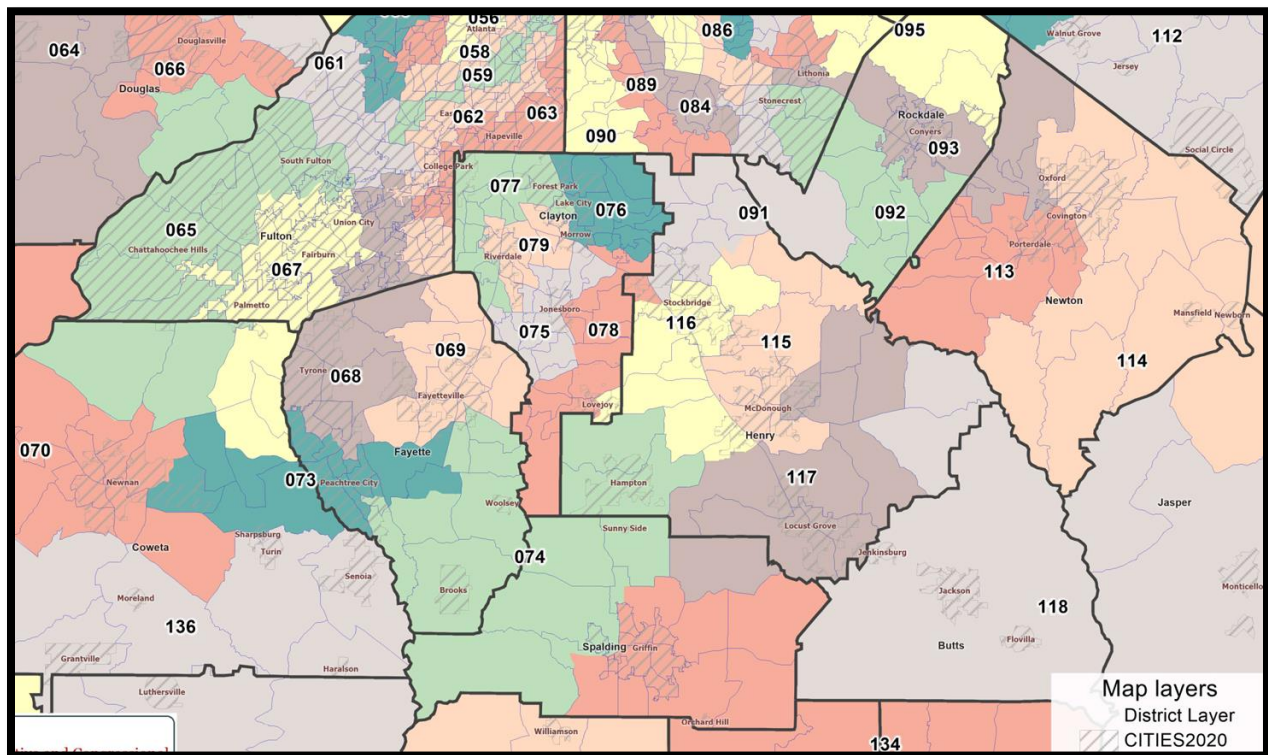 056
Atlanta
086
095
Walnut Grove
112
Douglasville
064
066
Douglas
061
058
059
Jersey
Lithonia
089
084
Stonecrest
062
063
Hapeville
090
Rockdale
Conyers
093
Social Circle
South Fulton
College Park
077
Forest Park
Lake City
076
Clayton
Morrow
091
092
Oxford
Covington
065
Chattahoochee Hills
Fulton
Union City
Fairburn
067
Palmetto
079
Riverdale
Porterdale
113
Newton
Mansfield
Newborn
Jonesboro
075
078
Stockbridge
116
115
114
068
Tyrone
069
Fayetteville
Lovejoy
McDonough
Henry
070
Newnan
073
Fayette
Peachtree City
Woolsey
Hampton
117
Locust Grove
Jasper
Coweta
Sharpsburg
Turin
Senoia
Sunny Side
074
Jenkinsburg
Moreland
Brooks
Jackson
118
Monticello
136
Grantville
Haralson
Luthersville
Spalding
Griffin
Butts
Flovilla
Williamson
Orchard Hill
134
Map layers
District Layer
CITIES2020